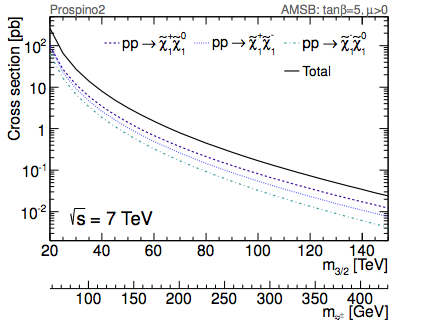 Prospino2 AMSB: tanβ=5, μ>0
pp → χ̃₁⁺χ̃₁⁰ pp → χ̃₁⁺χ̃₁⁻ pp → χ̃₁⁻χ̃₁⁰
Total
Cross section [pb]
10²
10
1
10⁻¹
10⁻²
√s = 7 TeV
20 40 60 80 100 120 140
m₃/₂ [TeV]
100 150 200 250 300 350 400
[GeV]